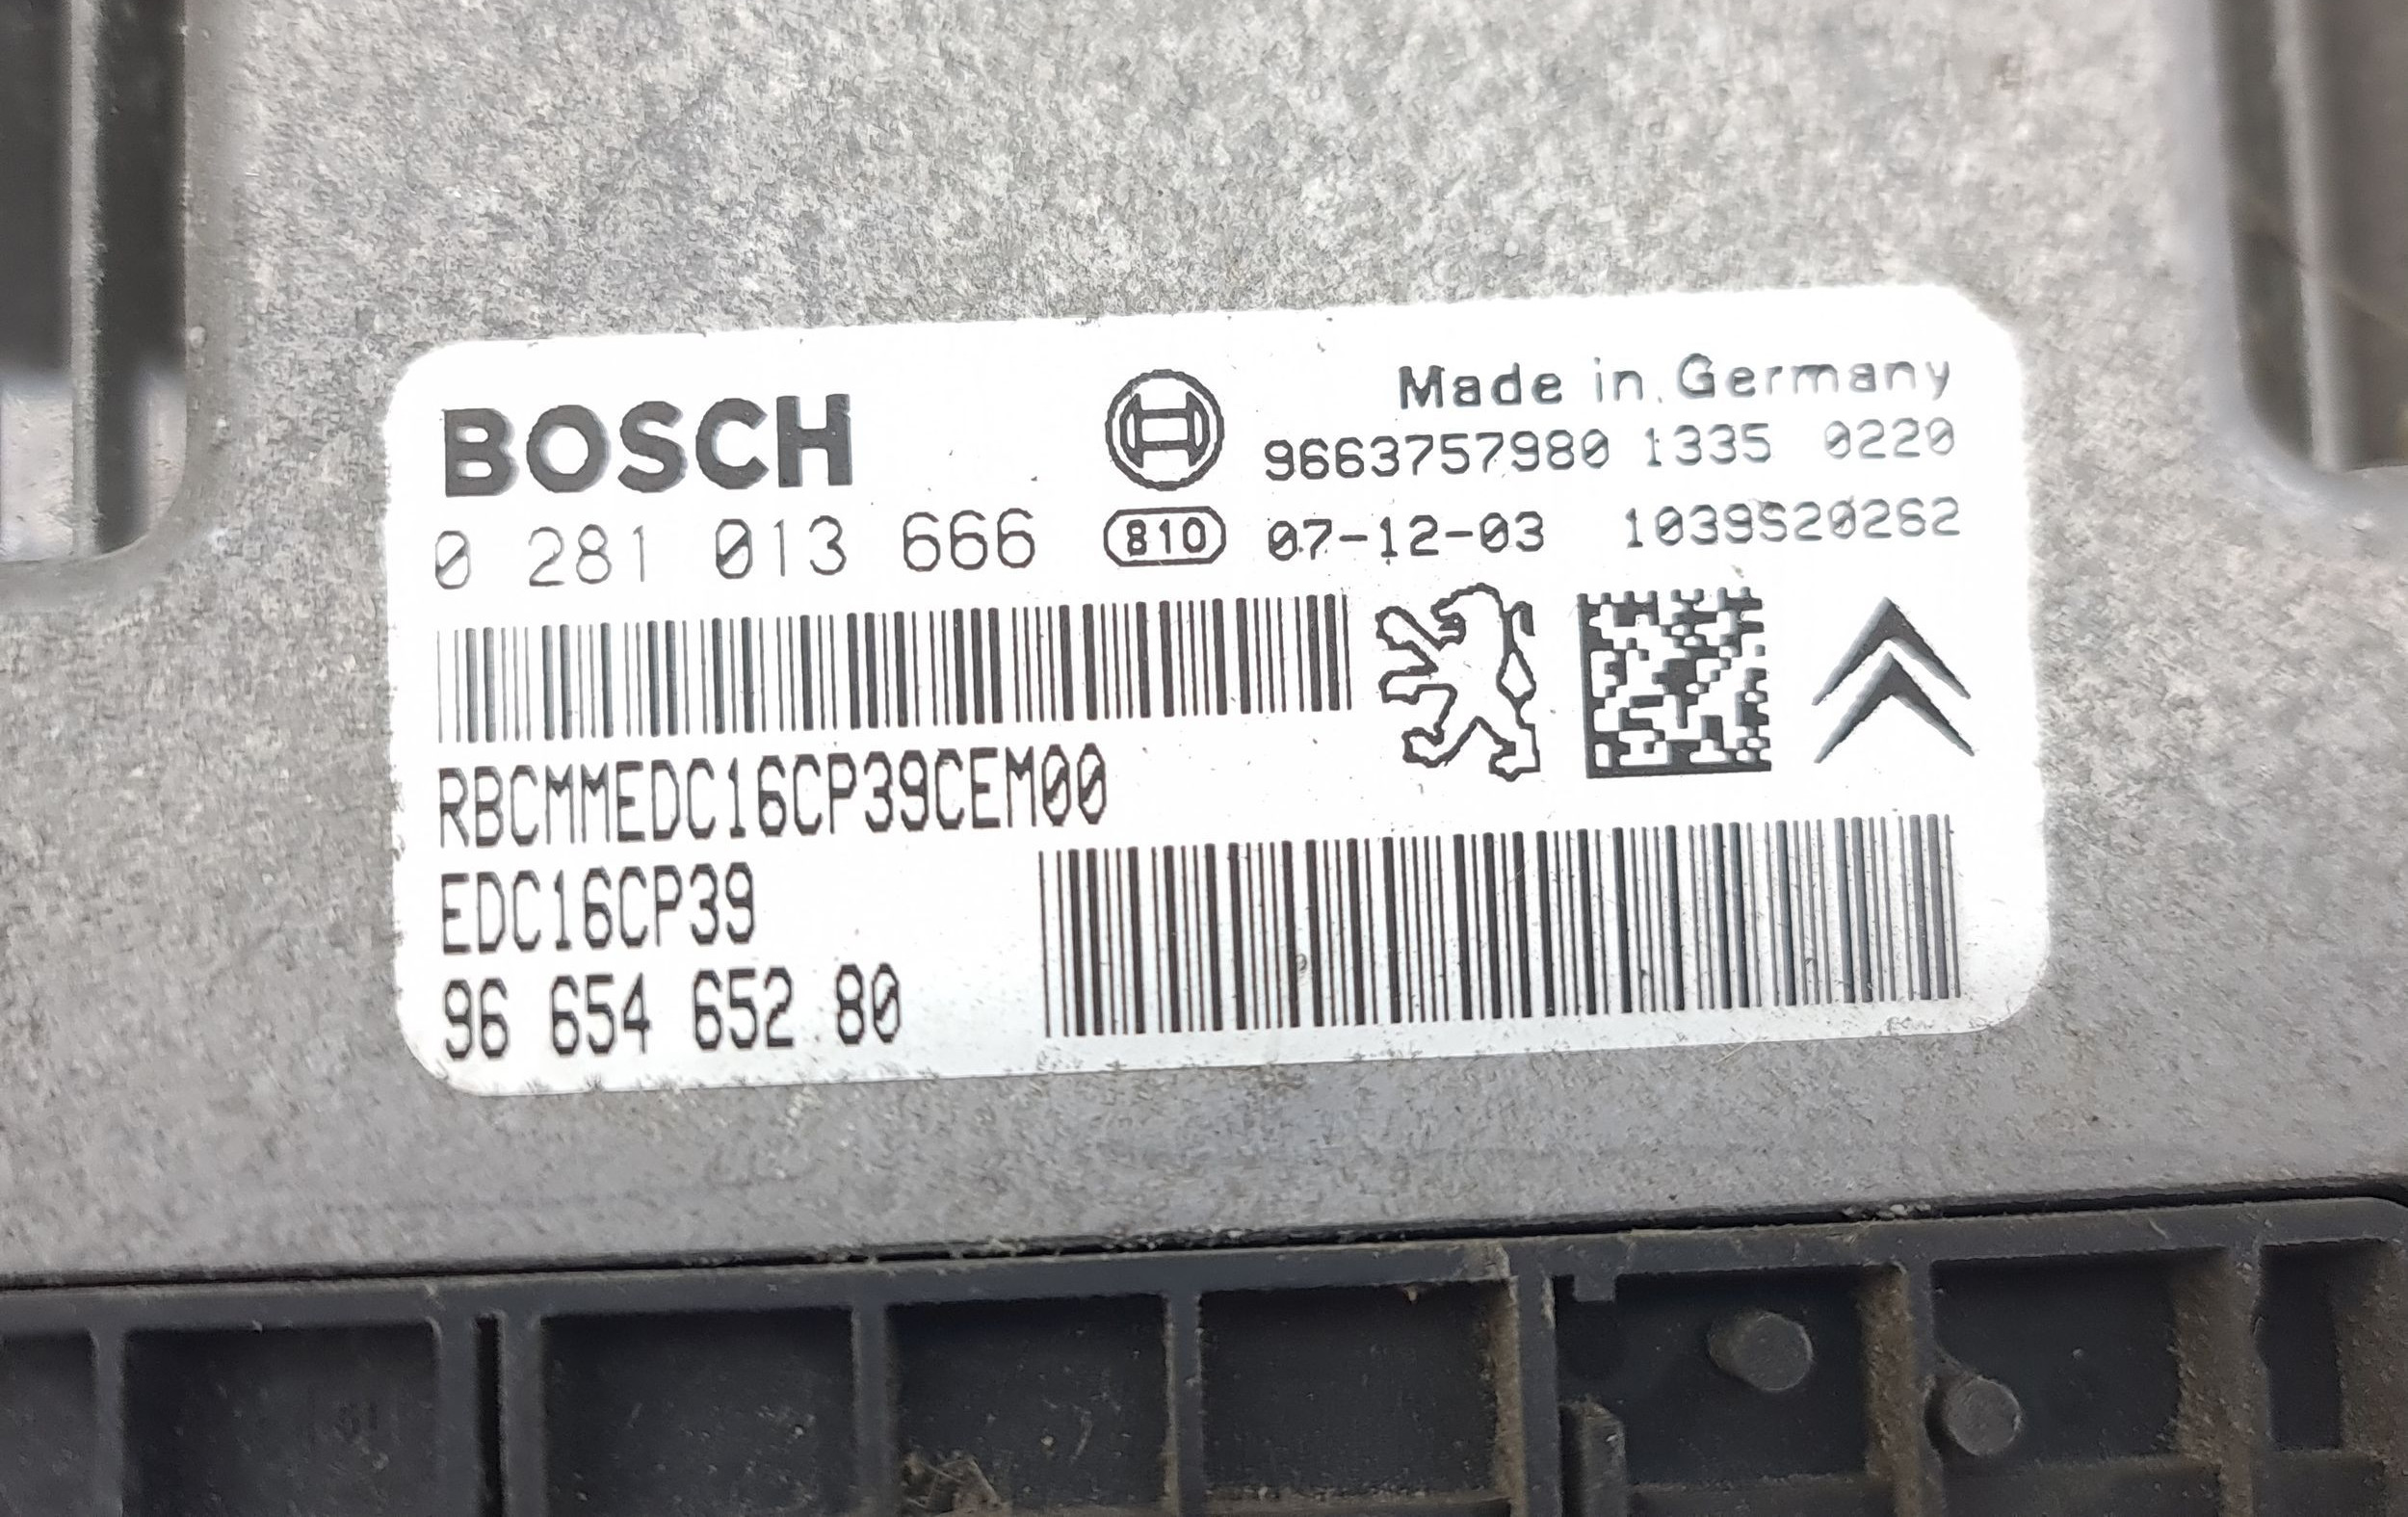 BOSCH
Made in Germany
9663757980 1335 0220
0 281 013 666
810 07-12-03 1039S20262
RBCMMEDC16CP39CEM00
EDC16CP39
96 654 652 80